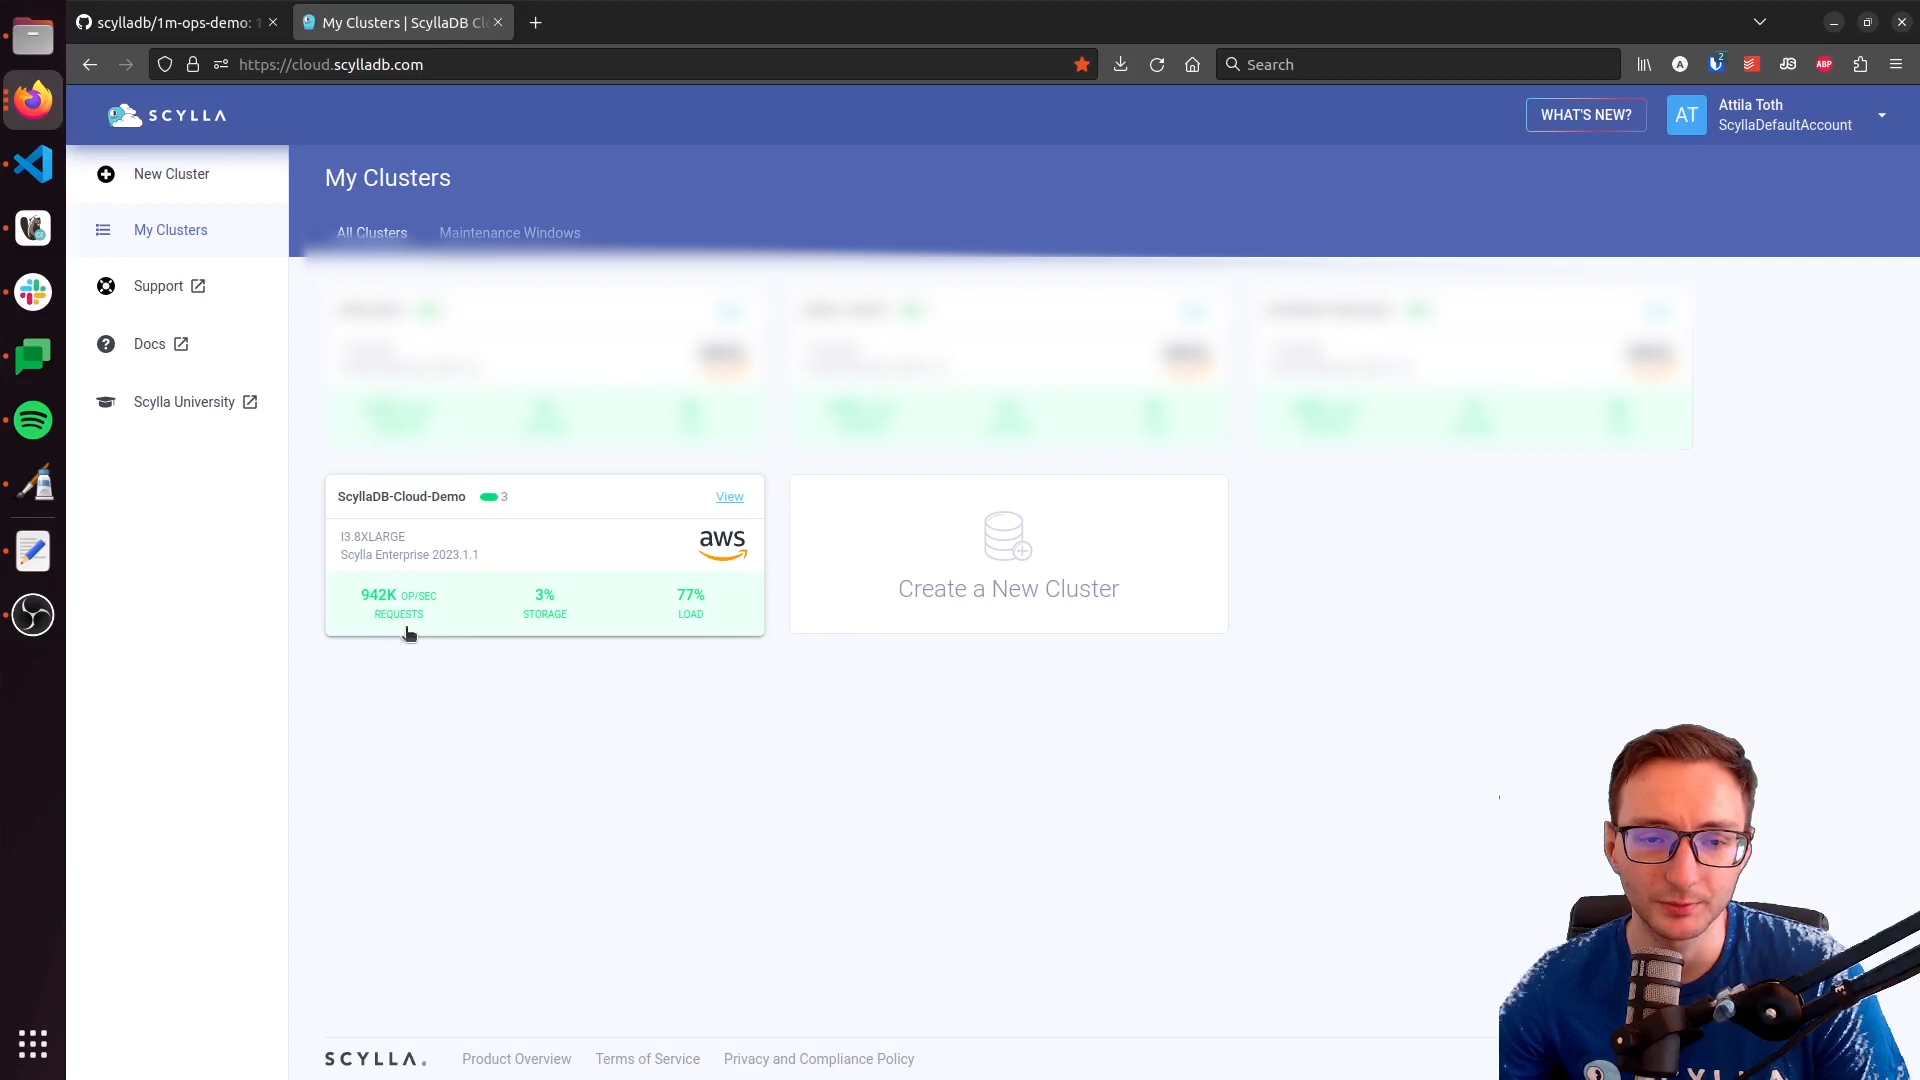 scylladb/1m-ops-demo:
My Clusters | ScyllaDB Cl
https://cloud.scylladb.com
Search
2
A
JS
ABP
SCYLLA
WHAT'S NEW?
AT
Attila Toth
ScyllaDefaultAccount
New Cluster
My Clusters
Support
Docs
Scylla University
My Clusters
All Clusters
Maintenance Windows
ScyllaDB-Cloud-Demo
3
View
I3.8XLARGE
Scylla Enterprise 2023.1.1
aws
942K OP/SEC
REQUESTS
3%
STORAGE
77%
LOAD
Create a New Cluster
SCYLLA.
Product Overview
Terms of Service
Privacy and Compliance Policy